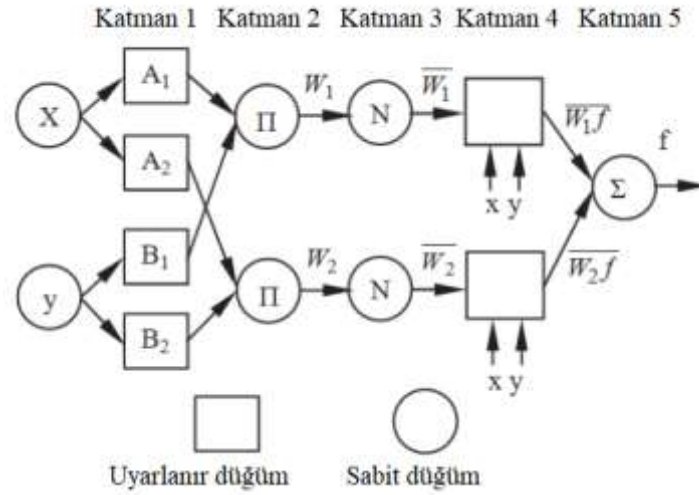 Katman 1 Katman 2 Katman 3 Katman 4 Katman 5
A₁
W₁
W̅₁
X
Π
N
W̅₁f̅
A₂
x y
f
Σ
B₁
W₂
W̅₂
W̅₂f̅
y
Π
N
B₂
x y
Uyarlanır düğüm
Sabit düğüm